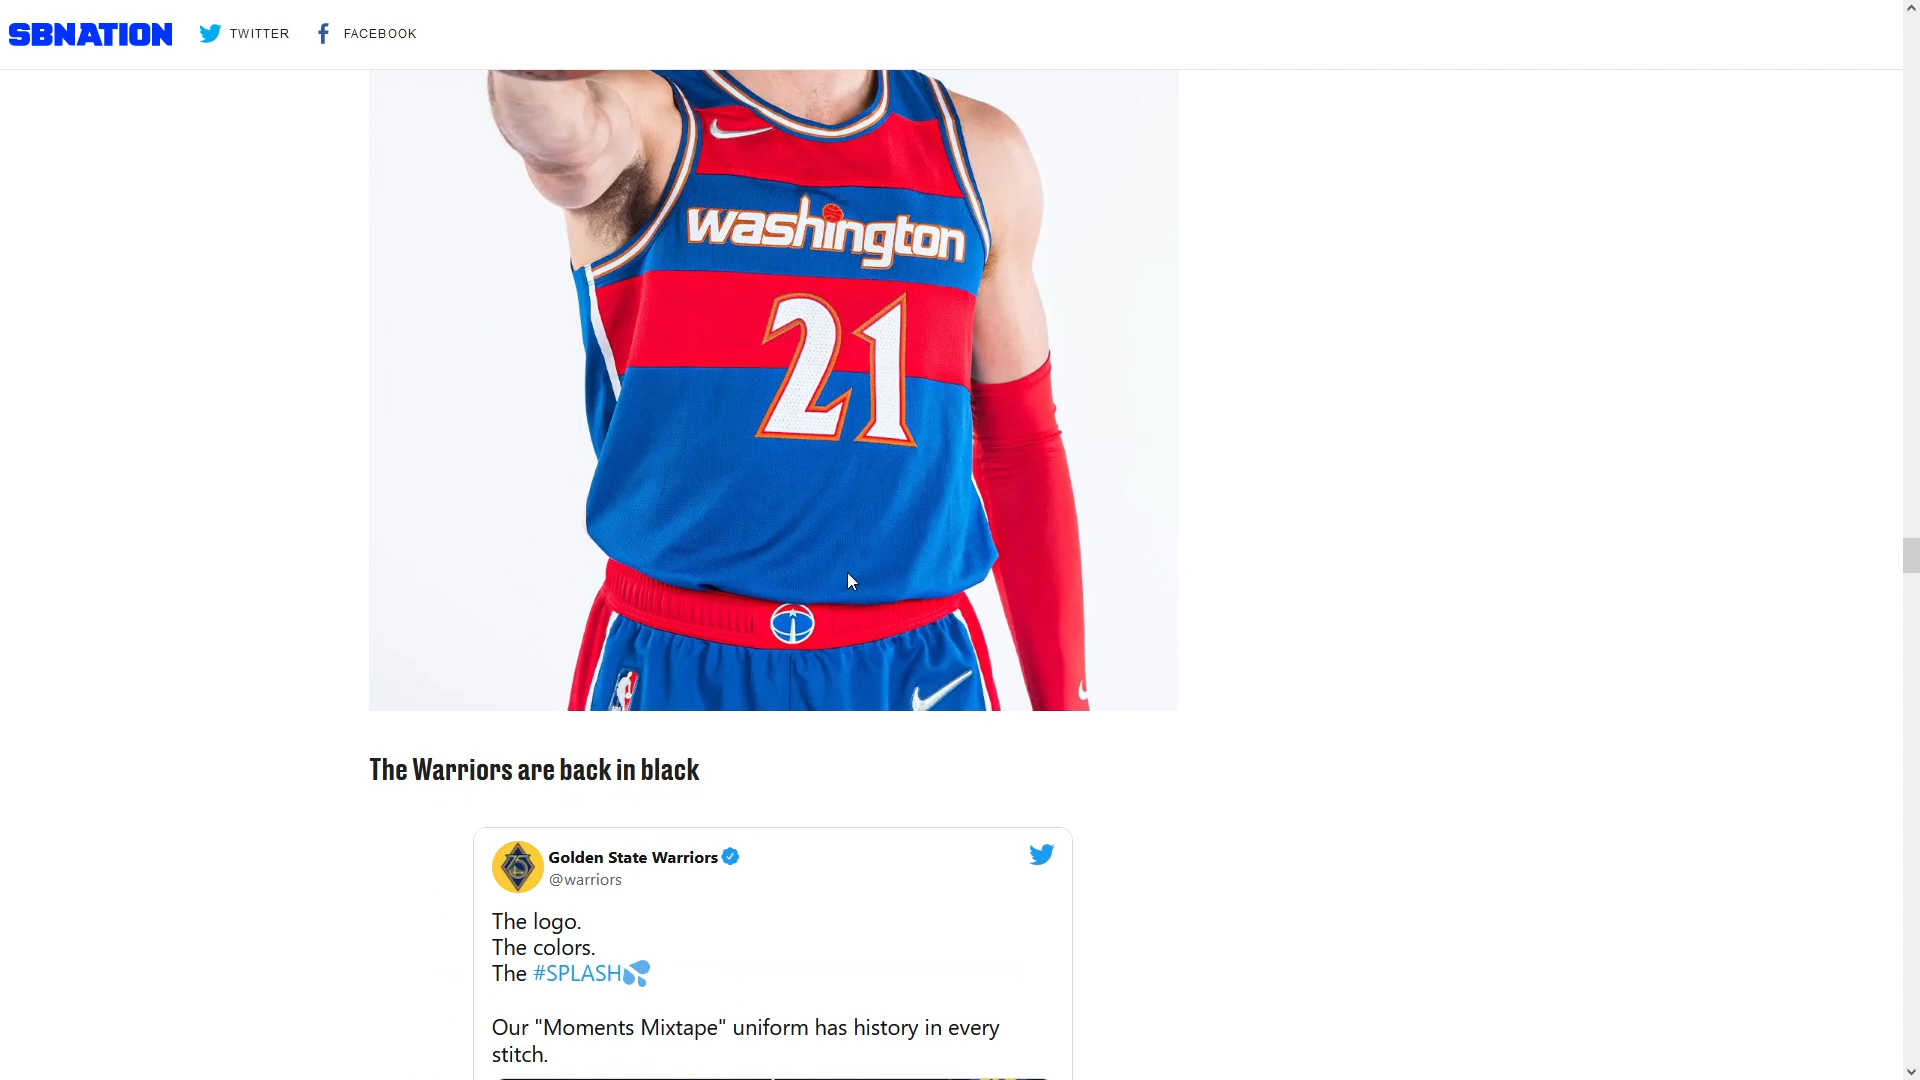 SBNATION TWITTER FACEBOOK
washington
21
The Warriors are back in black
Golden State Warriors
@warriors
The logo.
The colors.
The #SPLASH
Our "Moments Mixtape" uniform has history in every
stitch.